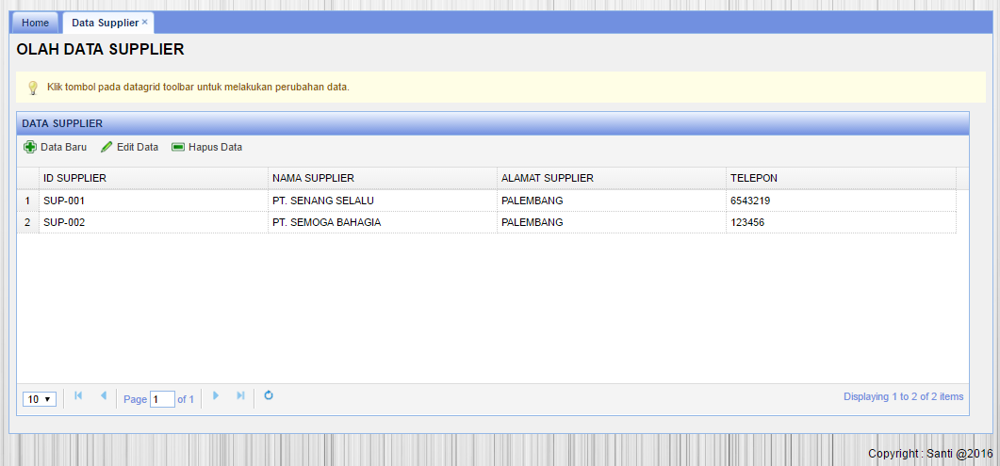 Home Data Supplier ×
OLAH DATA SUPPLIER
Klik tombol pada datagrid toolbar untuk melakukan perubahan data.
DATA SUPPLIER
Data Baru Edit Data Hapus Data
ID SUPPLIER NAMA SUPPLIER ALAMAT SUPPLIER TELEPON
1 SUP-001 PT. SENANG SELALU PALEMBANG 6543219
2 SUP-002 PT. SEMOGA BAHAGIA PALEMBANG 123456
10 Page 1 of 1 Displaying 1 to 2 of 2 items
Copyright : Santi @2016